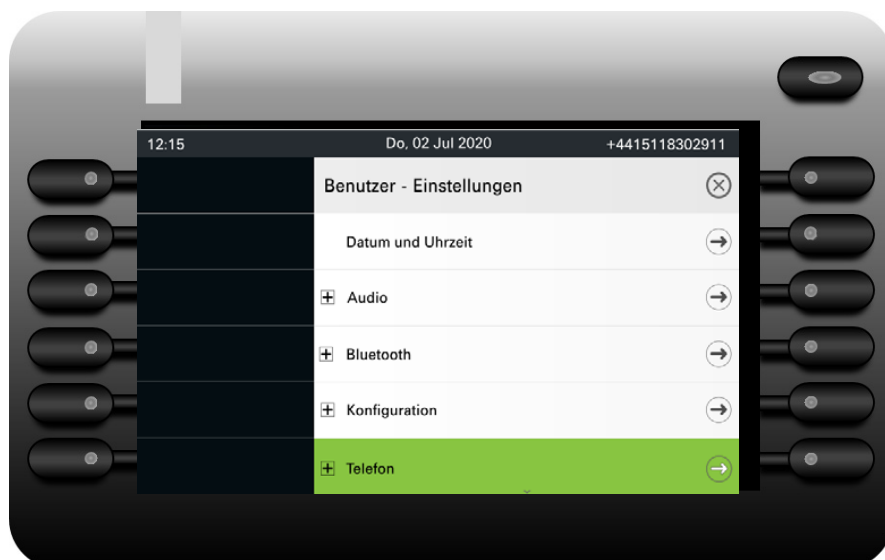 12:15 Do, 02 Jul 2020 +4415118302911
Benutzer - Einstellungen
Datum und Uhrzeit
Audio
Bluetooth
Konfiguration
Telefon